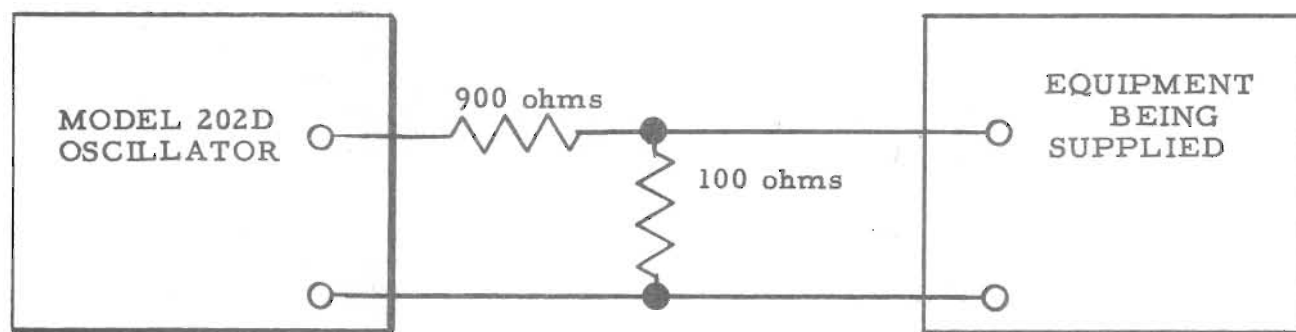 MODEL 202D
OSCILLATOR
900 ohms
100 ohms
EQUIPMENT
BEING
SUPPLIED